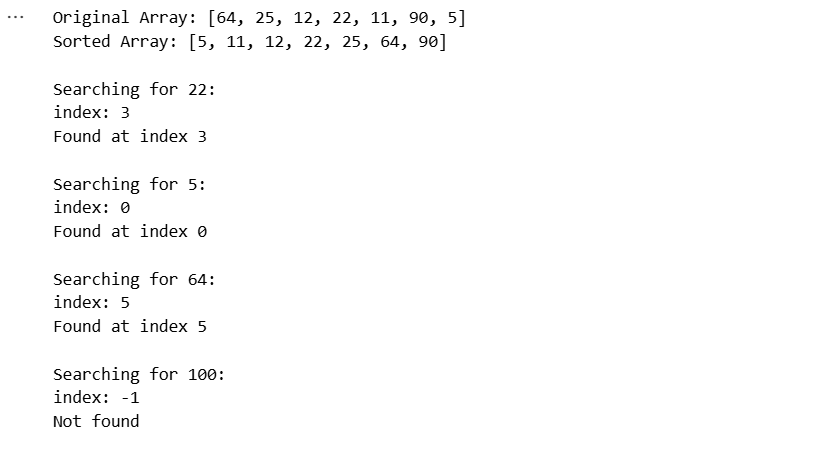 Original Array: [64, 25, 12, 22, 11, 90, 5]
Sorted Array: [5, 11, 12, 22, 25, 64, 90]
Searching for 22:
index: 3
Found at index 3
Searching for 5:
index: 0
Found at index 0
Searching for 64:
index: 5
Found at index 5
Searching for 100:
index: -1
Not found